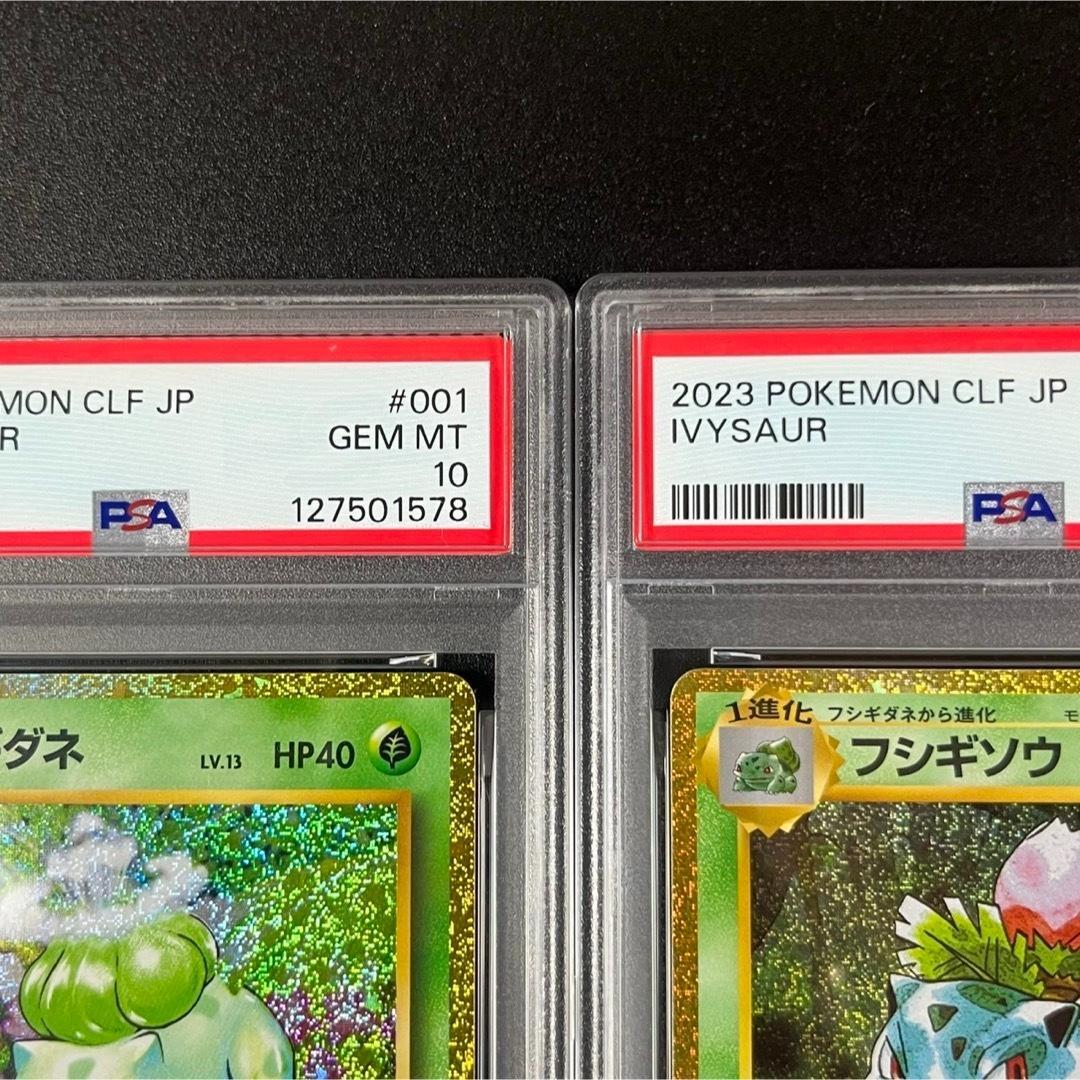 MON CLF JP #001
R GEM MT
10
PSA 127501578
2023 POKEMON CLF JP
IVYSAUR
PSA
ダネ LV.13 HP40
1進化 フシギダネから進化 モ
フシギソウ